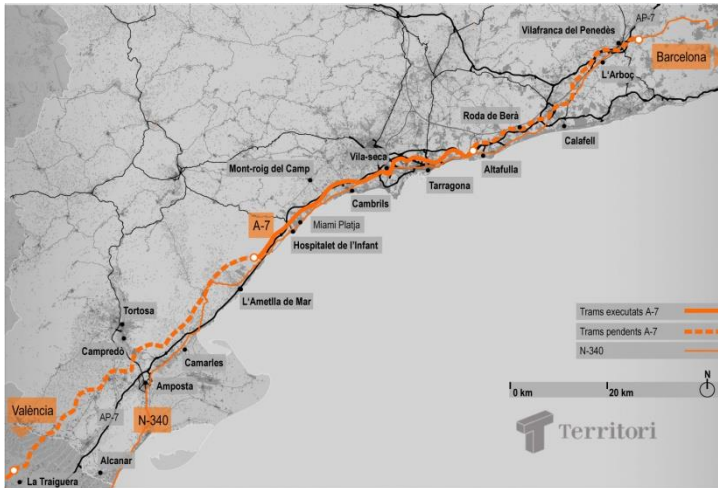 AP-7
Vilafranca del Penedès
Barcelona
L'Arboç
Roda de Berà
Calafell
Vila-seca
Mont-roig del Camp
Altafulla
Tarragona
Cambrils
A-7
Miami Platja
Hospitalet de l'Infant
L'Ametlla de Mar
Tortosa
Trams executats A-7
Campredò
Trams pendents A-7
Camarles
N-340
Amposta
N
0 km
20 km
València
AP-7
N-340
Territori
Alcanar
La Traiguera